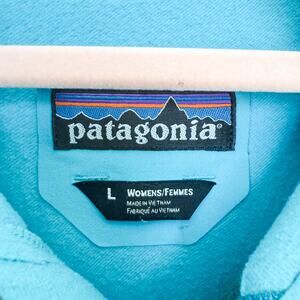 patagonia®
L WOMENS/FEMMES
MADE IN VIETNAM
FABRIQUÉ AU VIETNAM